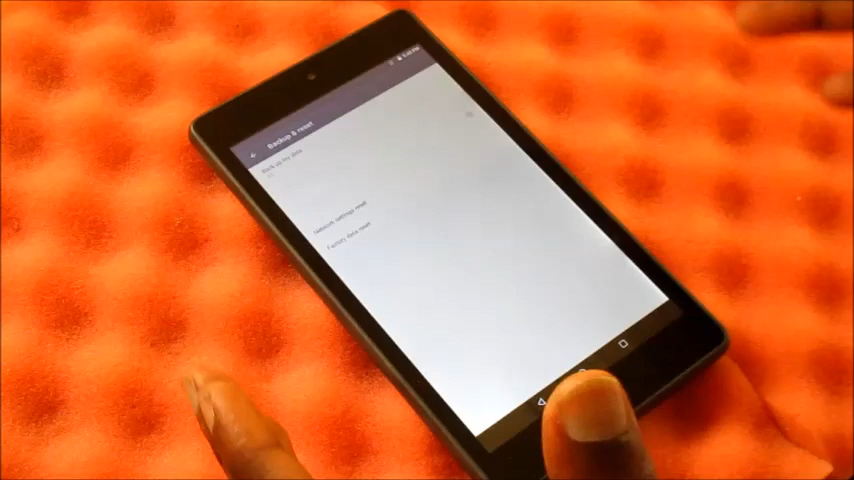 Backup & reset
Back up my data
Network settings reset
Factory data reset